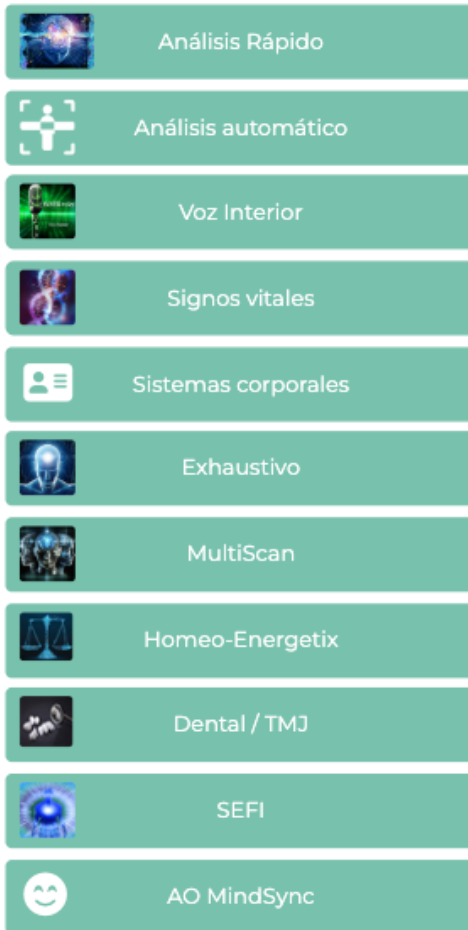 Análisis Rápido
Análisis automático
Voz Interior
Signos vitales
Sistemas corporales
Exhaustivo
MultiScan
Homeo-Energetix
Dental / TMJ
SEFI
AO MindSync